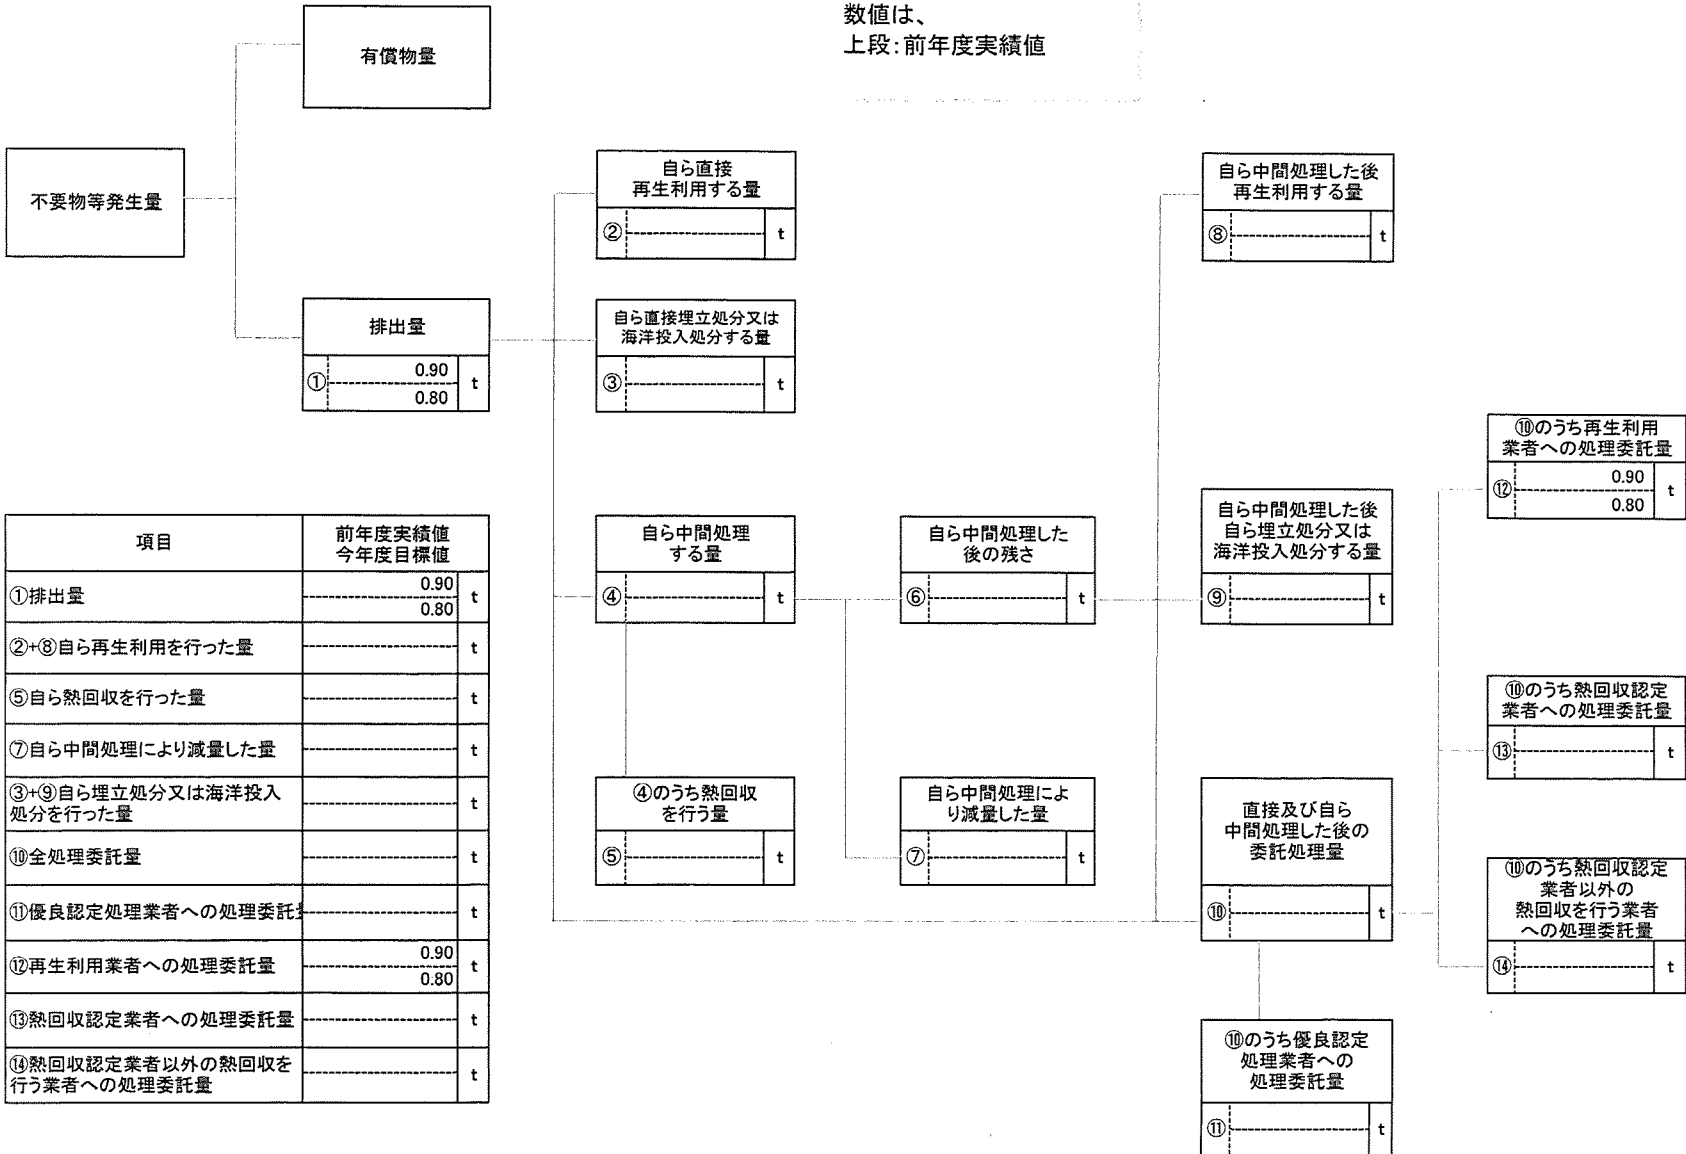 数値は、
上段：前年度実績値
有償物量
不要物等発生量
排出量
① 0.90 t
0.80
自ら直接
再生利用する量
② t
自ら直接埋立処分又は
海洋投入処分する量
③ t
自ら中間処理した後
再生利用する量
⑧ t
⑩のうち再生利用
業者への処理委託量
⑫ 0.90 t
0.80
自ら中間処理
する量
④ t
自ら中間処理した
後の残さ
⑥ t
自ら中間処理した後
自ら埋立処分又は
海洋投入処分する量
⑨ t
⑩のうち熱回収認定
業者への処理委託量
⑬ t
④のうち熱回収
を行う量
⑤ t
自ら中間処理によ
り減量した量
⑦ t
直接及び自ら
中間処理した後の
委託処理量
⑩ t
⑩のうち熱回収認定
業者以外の
熱回収を行う業者
への処理委託量
⑭ t
⑩のうち優良認定
処理業者への
処理委託量
⑪ t
項目 前年度実績値
今年度目標値
①排出量 0.90 t
0.80
②+⑧自ら再生利用を行った量 t
⑤自ら熱回収を行った量 t
⑦自ら中間処理により減量した量 t
③+⑨自ら埋立処分又は海洋投入
処分を行った量 t
⑩全処理委託量 t
⑪優良認定処理業者への処理委託 t
⑫再生利用業者への処理委託量 0.90 t
0.80
⑬熱回収認定業者への処理委託量 t
⑭熱回収認定業者以外の熱回収を
行う業者への処理委託量 t